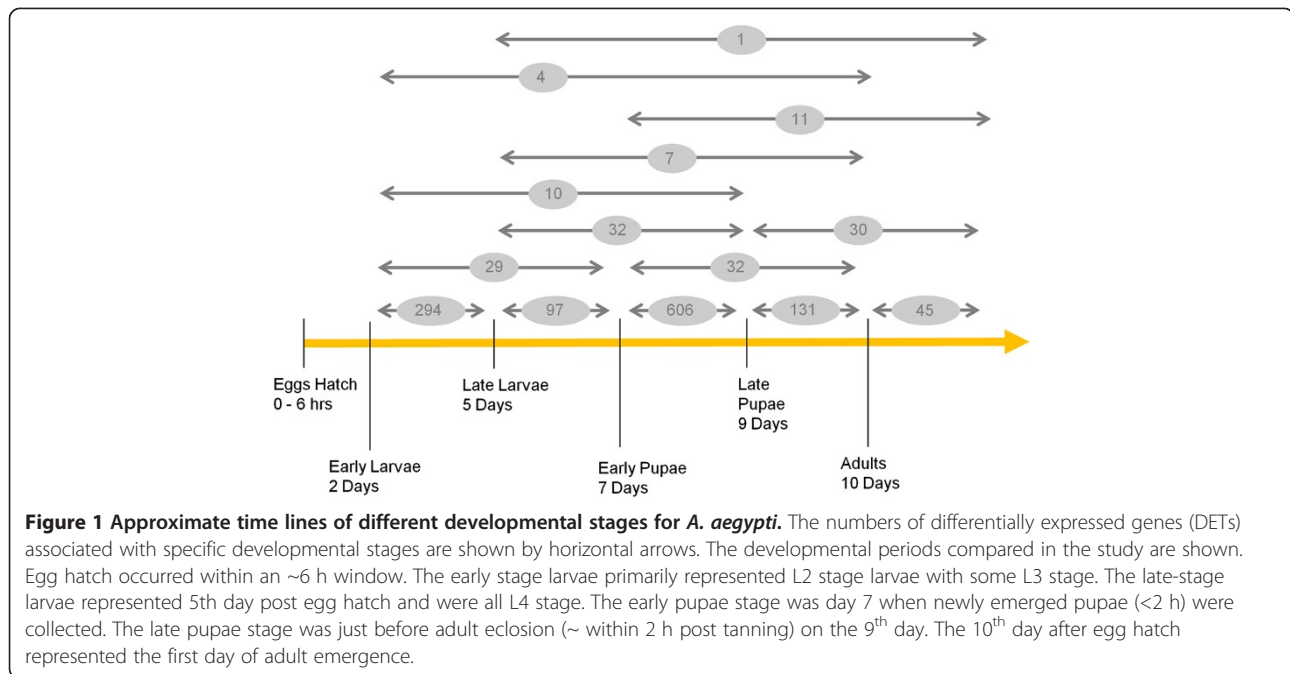 1
4
11
7
10
32 30
29 32
294 97 606 131 45
Eggs Hatch
0 - 6 hrs
Early Larvae
2 Days
Late Larvae
5 Days
Early Pupae
7 Days
Late
Pupae
9 Days
Adults
10 Days
Figure 1 Approximate time lines of different developmental stages for A. aegypti. The numbers of differentially expressed genes (DETs)
associated with specific developmental stages are shown by horizontal arrows. The developmental periods compared in the study are shown.
Egg hatch occurred within an ~6 h window. The early stage larvae primarily represented L2 stage larvae with some L3 stage. The late-stage
larvae represented 5th day post egg hatch and were all L4 stage. The early pupae stage was day 7 when newly emerged pupae (<2 h) were
collected. The late pupae stage was just before adult eclosion (~ within 2 h post tanning) on the 9th day. The 10th day after egg hatch
represented the first day of adult emergence.